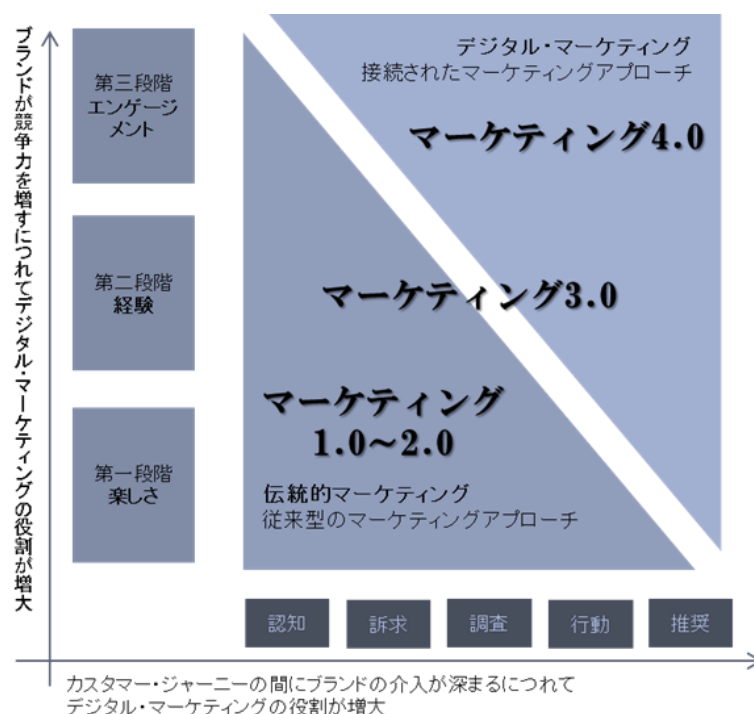 ブランドが競争力を増すにつれてデジタル・マーケティングの役割が増大
第三段階
エンゲージ
メント
第二段階
経験
第一段階
楽しさ
デジタル・マーケティング
接続されたマーケティングアプローチ
マーケティング4.0
マーケティング3.0
マーケティング
1.0～2.0
伝統的マーケティング
従来型のマーケティングアプローチ
認知
訴求
調査
行動
推奨
カスタマー・ジャーニーの間にブランドの介入が深まるにつれて
デジタル・マーケティングの役割が増大